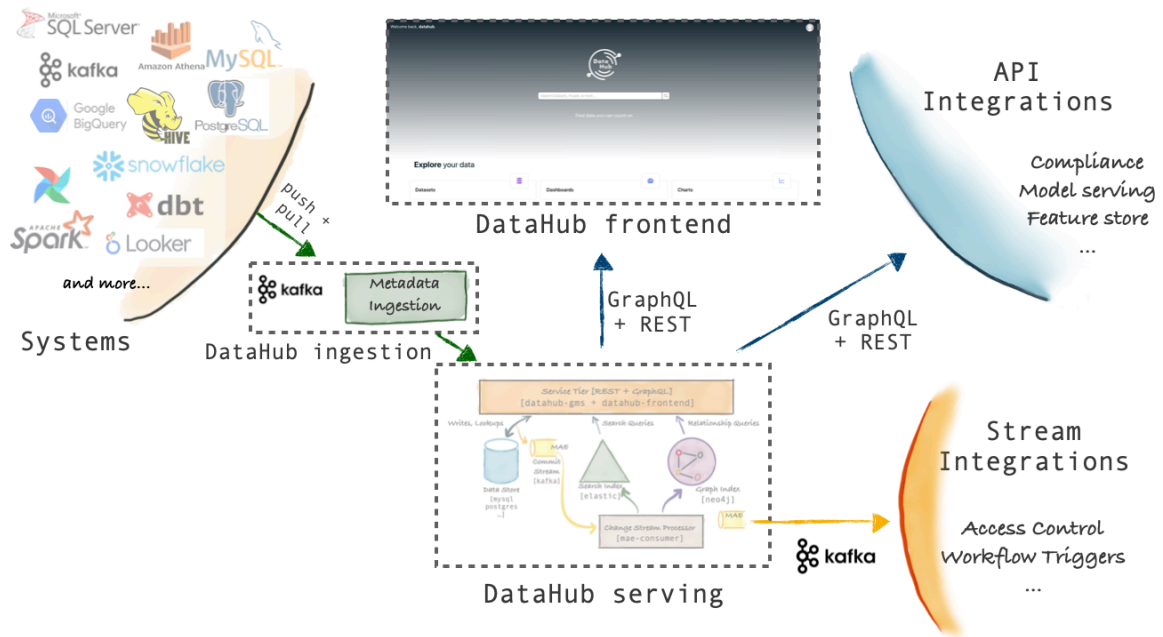 Microsoft
SQL Server
Amazon Athena
MySQL
kafka
Google
BigQuery
HIVE
PostgreSQL
snowflake
dbt
APACHE
Spark
Looker
and more...
Systems
push +
pull
kafka
Metadata
Ingestion
DataHub ingestion
Welcome back, datahub
Data
Hub
Explore your data
Datasets
Dashboards
Charts
DataHub frontend
GraphQL
+ REST
GraphQL
+ REST
API
Integrations
Compliance
Model serving
Feature store
...
Service Tier [REST + GraphQL]
[datahub-gms + datahub-frontend]
Writes, Lookups
Search Queries
Relationship Queries
MAE
Commit
Stream
[kafka]
Data Store
[mysql
postgres
...]
Search Index
[elastic]
Graph Index
[neo4j]
MAE
Change Stream Processor
[mae-consumer]
DataHub serving
kafka
Stream
Integrations
Access Control
Workflow Triggers
...